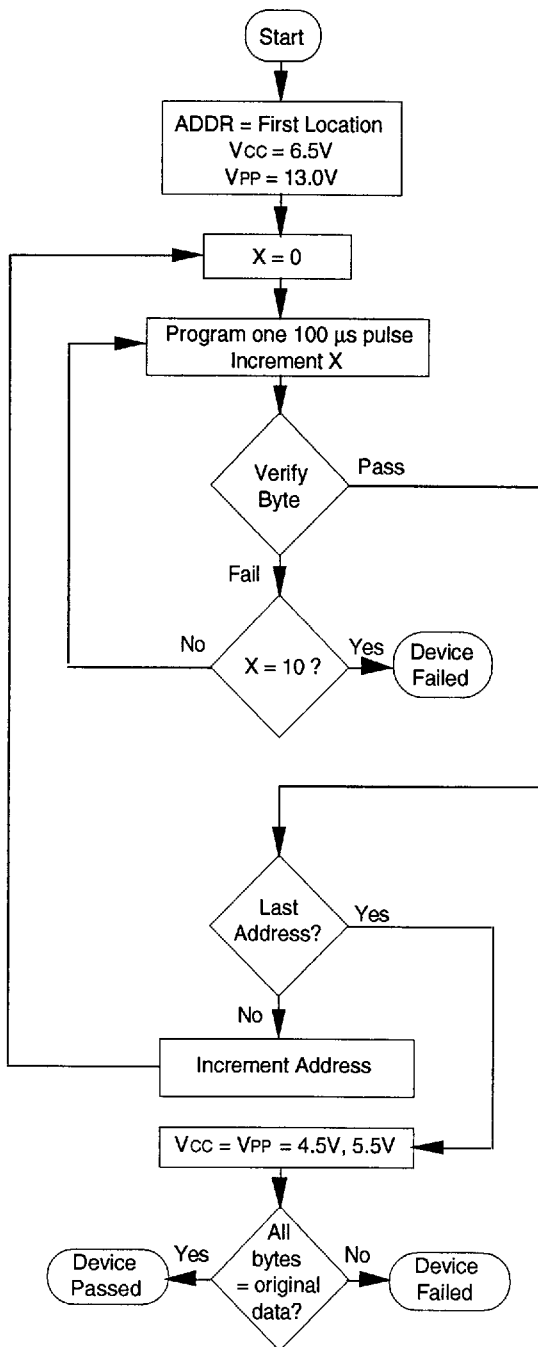 Start
ADDR = First Location
VCC = 6.5V
VPP = 13.0V
X = 0
Program one 100 µs pulse
Increment X
Verify
Byte
Pass
Fail
No
X = 10 ?
Yes
Device
Failed
Last
Address?
Yes
No
Increment Address
VCC = VPP = 4.5V, 5.5V
Device
Passed
Yes
All
bytes
= original
data?
No
Device
Failed